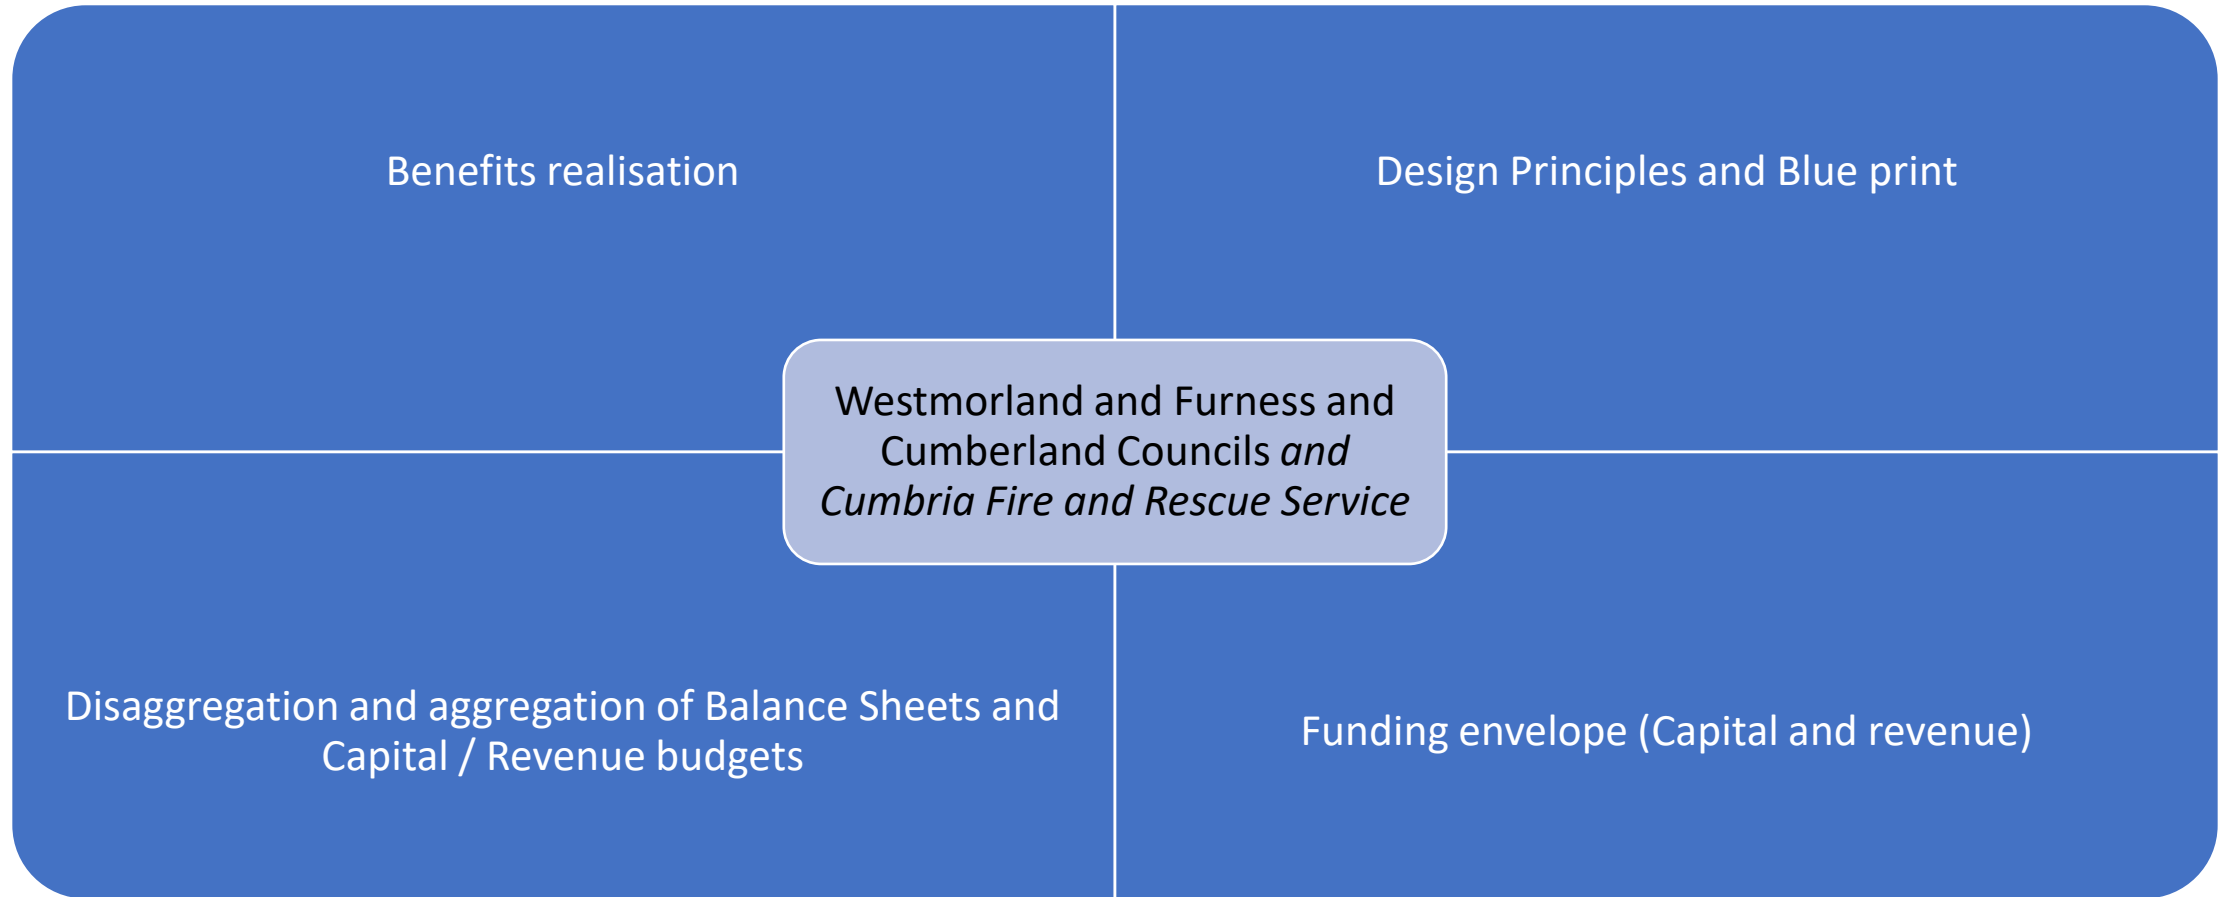 Benefits realisation
Design Principles and Blue print
Westmorland and Furness and
Cumberland Councils and
Cumbria Fire and Rescue Service
Disaggregation and aggregation of Balance Sheets and
Capital / Revenue budgets
Funding envelope (Capital and revenue)